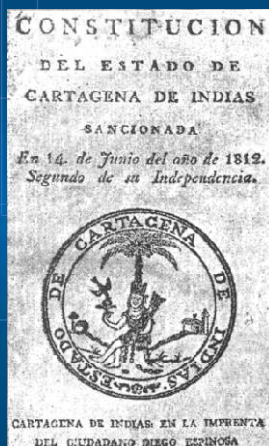 CONSTITUCION
DEL ESTADO DE
CARTAGENA DE INDIAS
SANCIONADA
En 14. de Junio del año de 1812.
Segundo de su Independencia.
ESTADO DE CARTAGENA DE INDIAS.
CARTAGENA DE INDIAS: EN LA IMPRENTA
DEL CIUDADANO DIEGO ESPINOSA